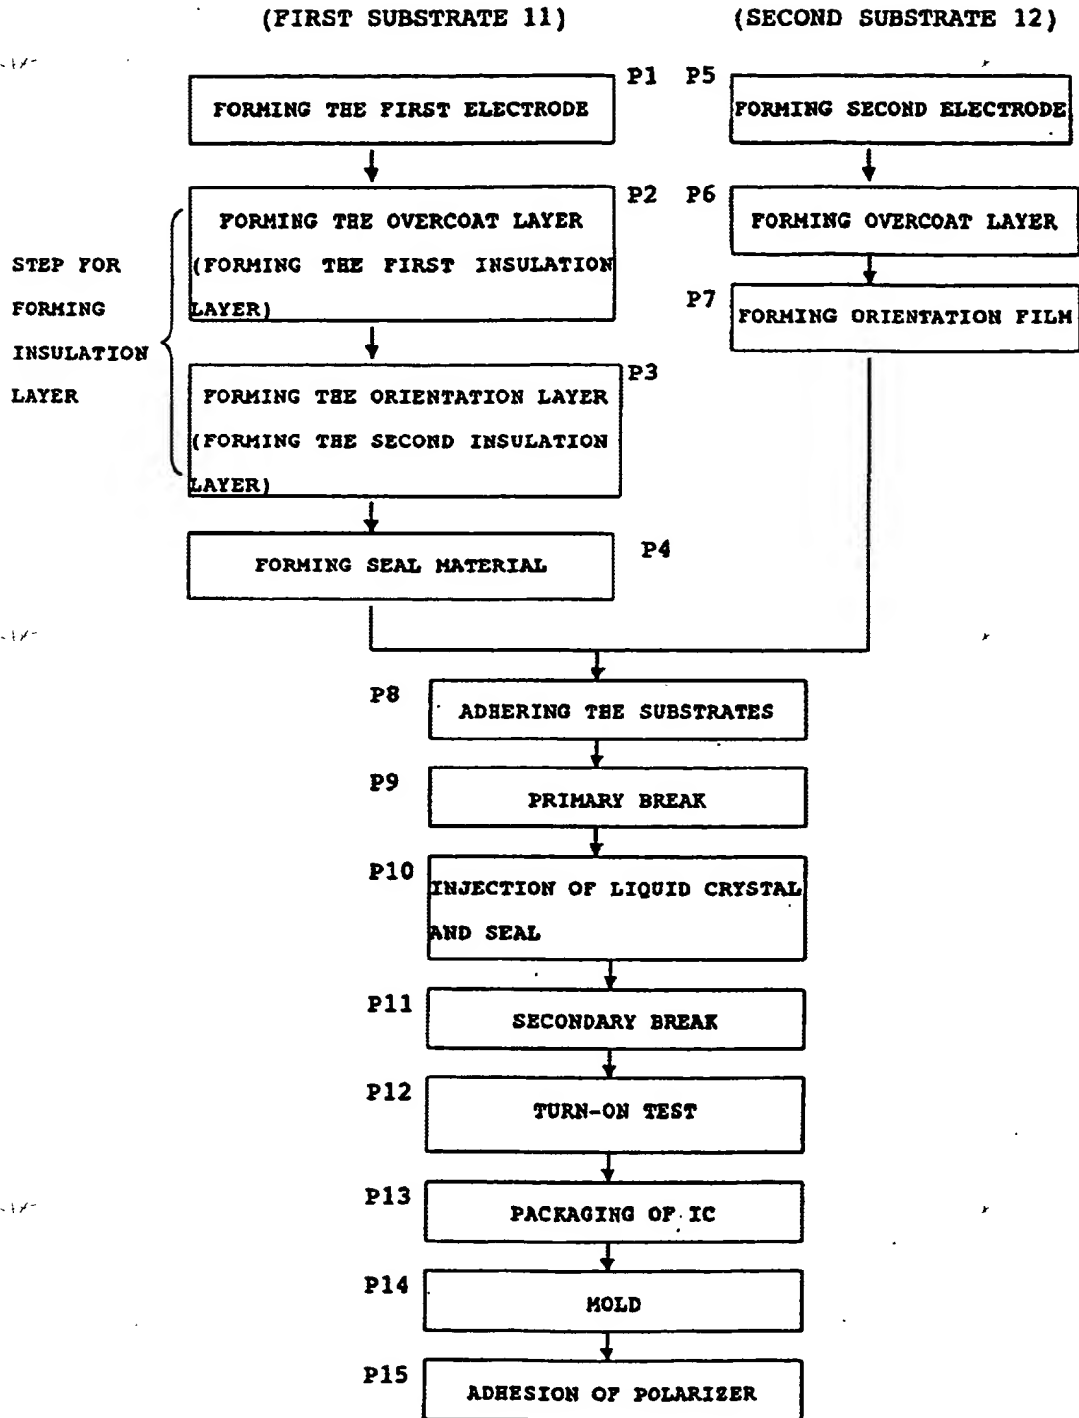 (FIRST SUBSTRATE 11)
(SECOND SUBSTRATE 12)
P1
FORMING THE FIRST ELECTRODE
P5
FORMING SECOND ELECTRODE
P2
FORMING THE OVERCOAT LAYER
(FORMING THE FIRST INSULATION
LAYER)
P6
FORMING OVERCOAT LAYER
STEP FOR
FORMING
INSULATION
LAYER
P7
FORMING ORIENTATION FILM
P3
FORMING THE ORIENTATION LAYER
(FORMING THE SECOND INSULATION
LAYER)
P4
FORMING SEAL MATERIAL
P8
ADHERING THE SUBSTRATES
P9
PRIMARY BREAK
P10
INJECTION OF LIQUID CRYSTAL
AND SEAL
P11
SECONDARY BREAK
P12
TURN-ON TEST
P13
PACKAGING OF IC
P14
MOLD
P15
ADHESION OF POLARIZER